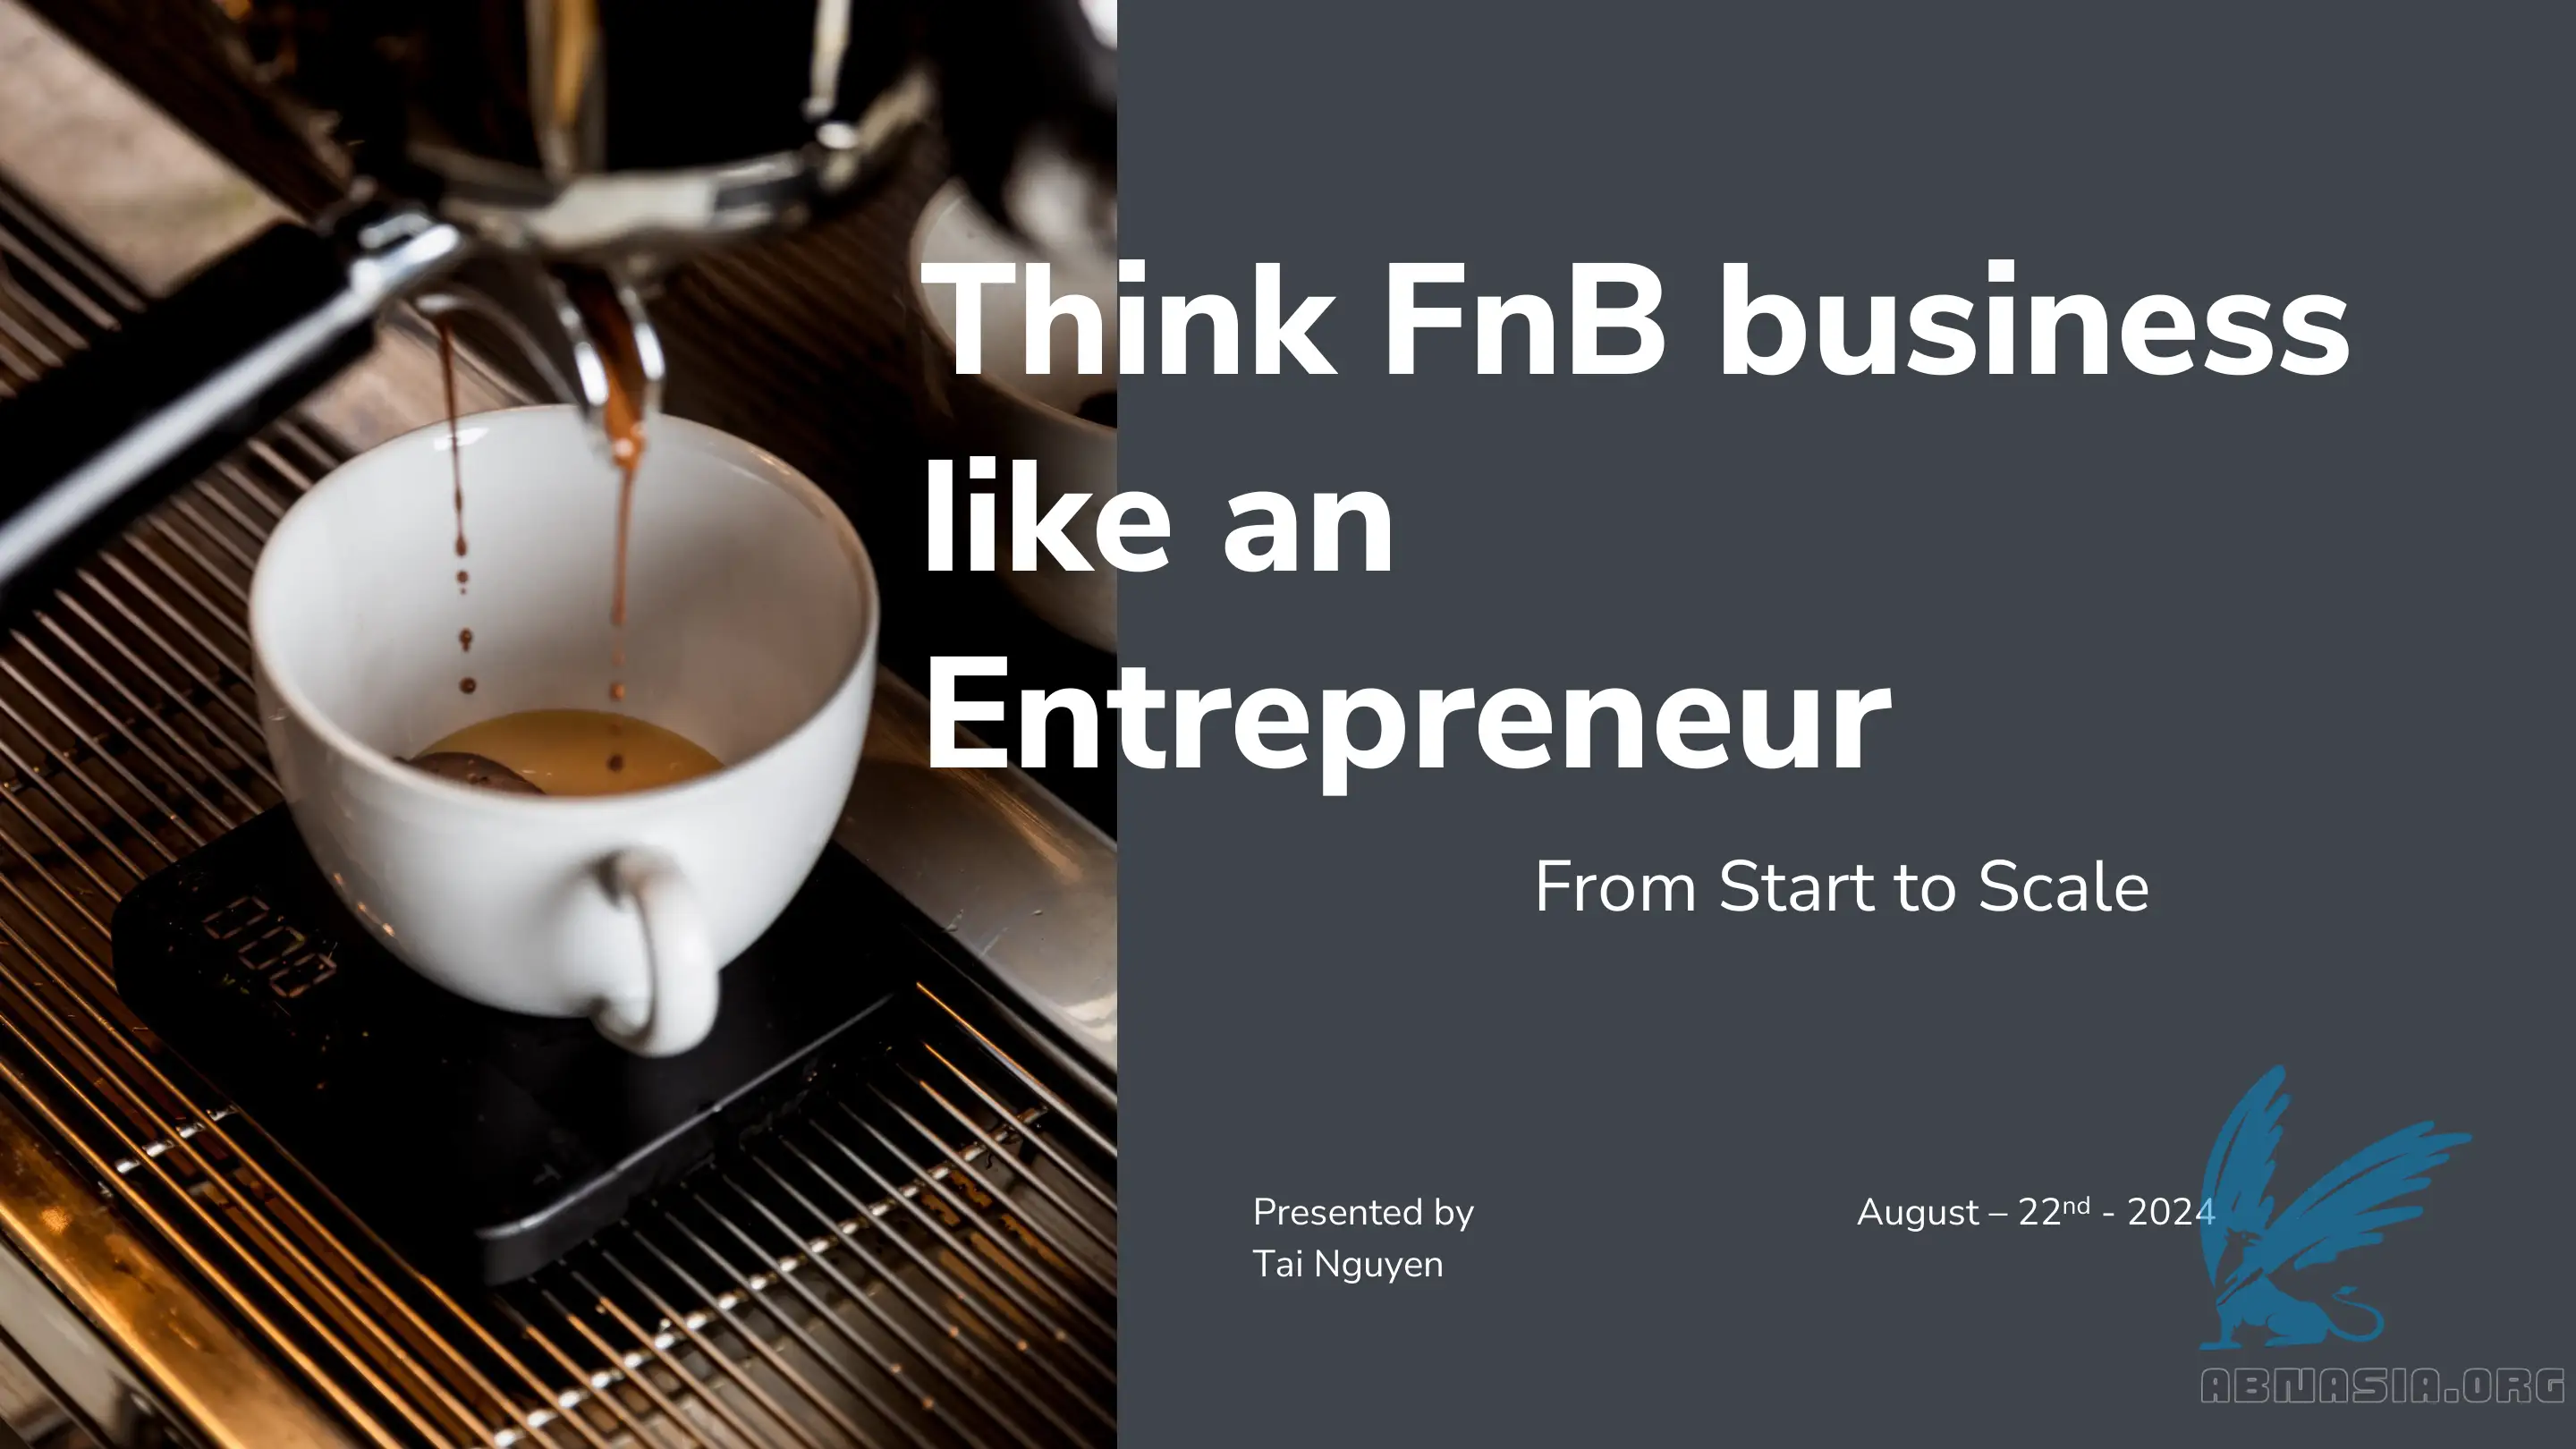 Think FnB business
like an
Entrepreneur
From Start to Scale
Presented by
Tai Nguyen
August – 22nd - 2024
ABNASIA.ORG